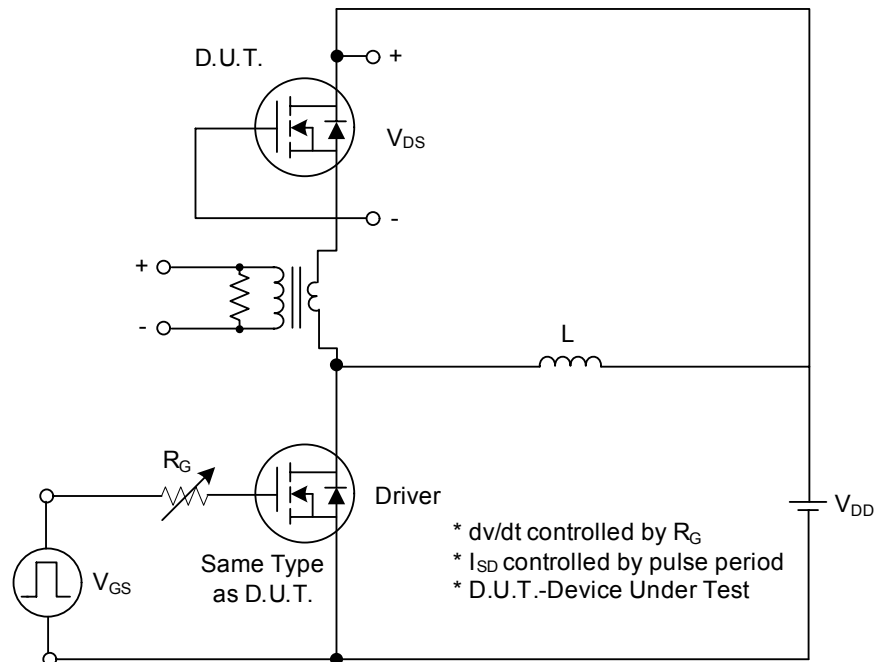 D.U.T.
+
VDS
-
+
-
L
RG
Driver
VDD
VGS
Same Type
as D.U.T.
* dv/dt controlled by RG
* ISD controlled by pulse period
* D.U.T.-Device Under Test